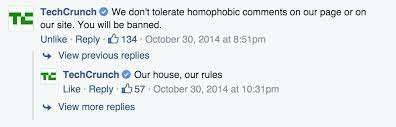 TechCrunch We don't tolerate homophobic comments on our page or on
our site. You will be banned.
Unlike · Reply · 134 · October 30, 2014 at 8:51pm
View previous replies
TechCrunch Our house, our rules
Like · Reply · 57 · October 30, 2014 at 10:31pm
View more replies